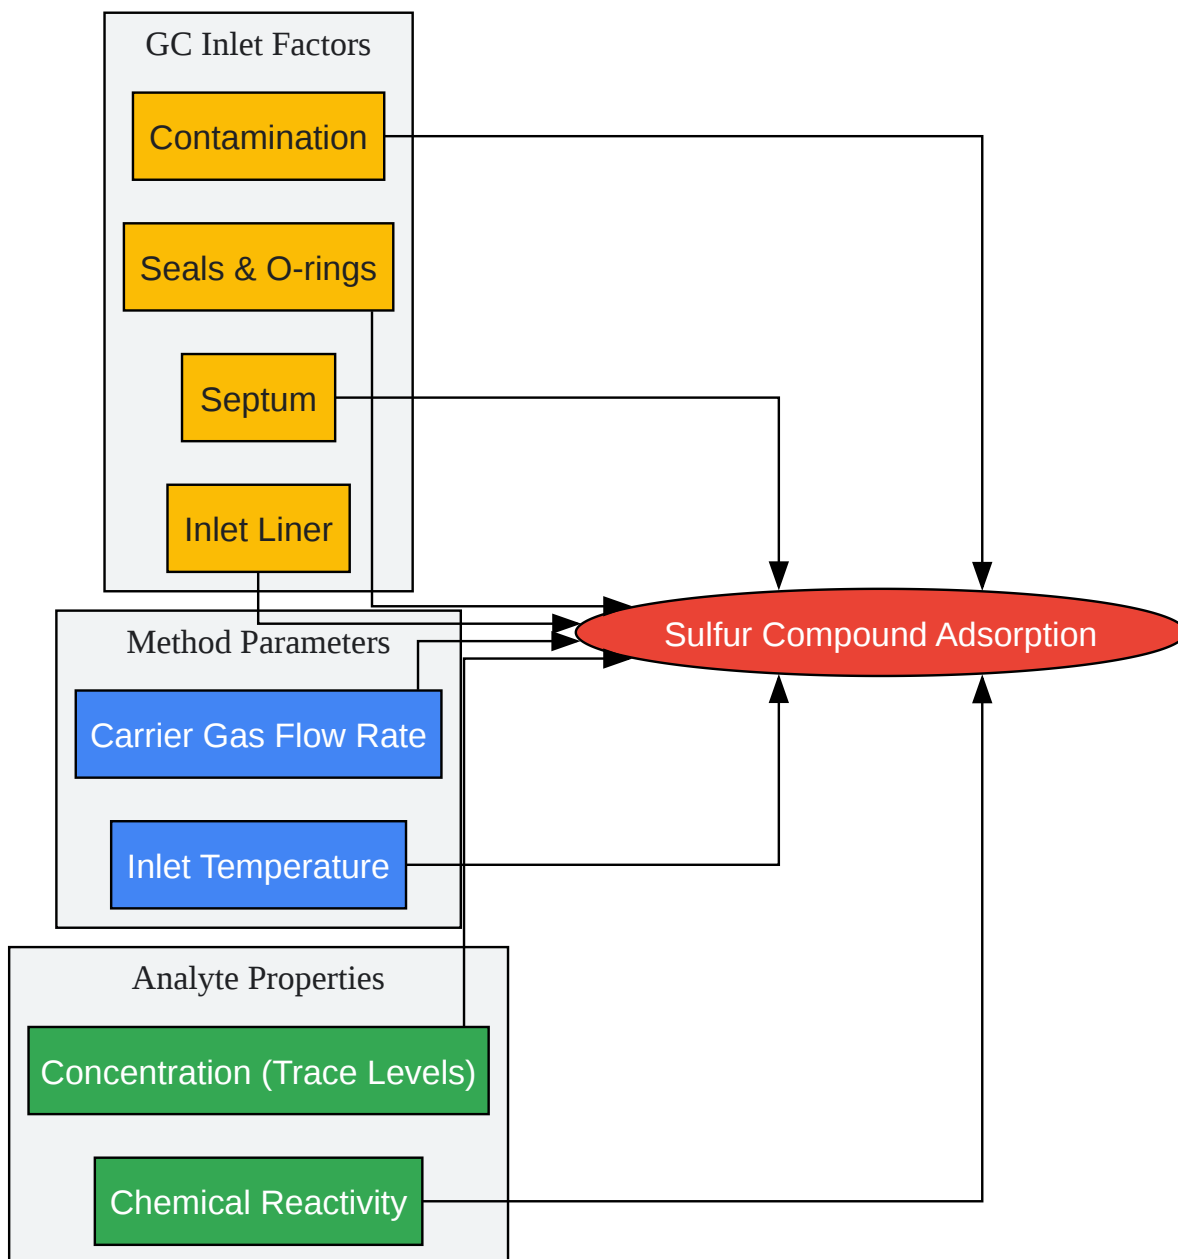 GC Inlet Factors
Contamination
Seals & O-rings
Septum
Inlet Liner
Sulfur Compound Adsorption
Method Parameters
Carrier Gas Flow Rate
Inlet Temperature
Analyte Properties
Concentration (Trace Levels)
Chemical Reactivity